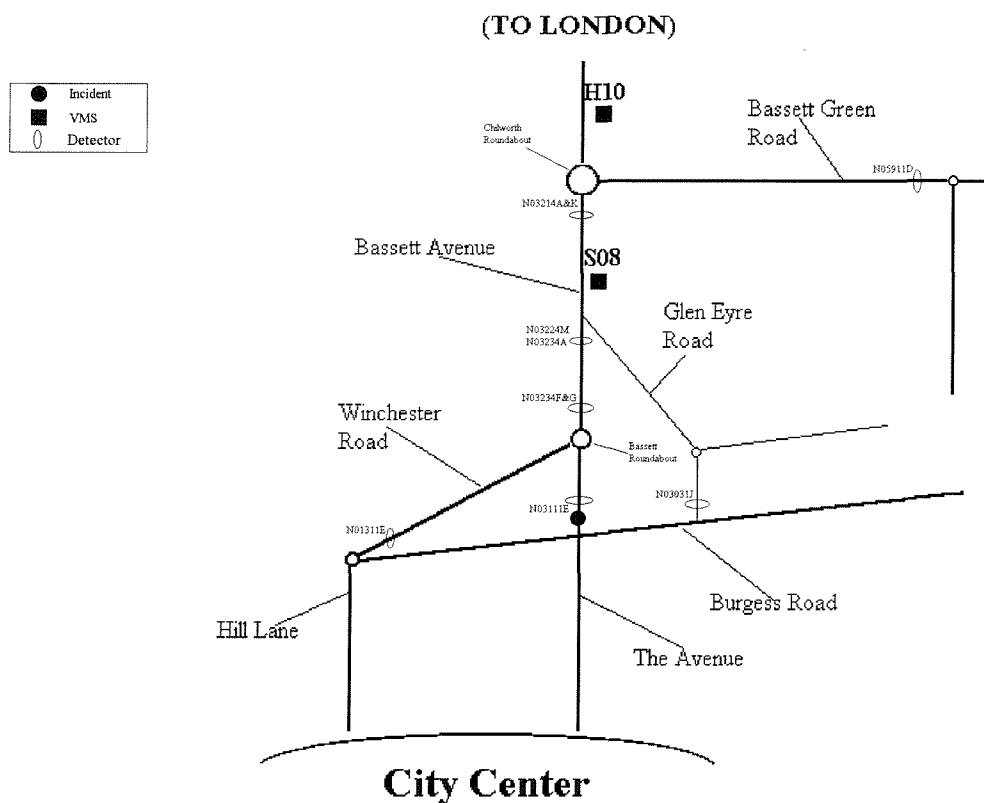 (TO LONDON)
Incident
VMS
Detector
H10
Bassett Green
Road
Chilworth
Roundabout
N05911D
N03214A&K
Bassett Avenue
S08
Glen Eyre
Road
N03224M
N03234A
N03234F&G
Winchester
Road
Bassett
Roundabout
N03111E
N03031J
N01311E
Burgess Road
Hill Lane
The Avenue
City Center